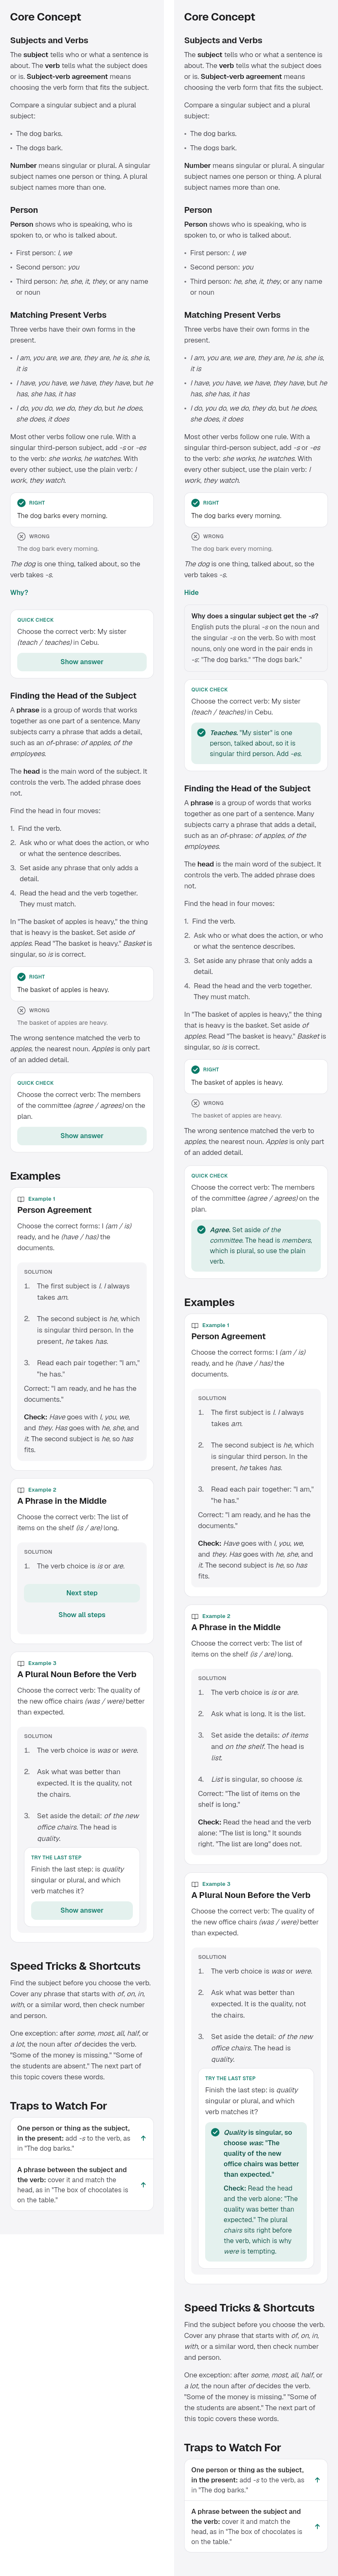 Core Concept
Subjects and Verbs
The subject tells who or what a sentence is
about. The verb tells what the subject does
or is. Subject-verb agreement means
choosing the verb form that fits the subject.
Compare a singular subject and a plural
subject:
• The dog barks.
• The dogs bark.
Number means singular or plural. A singular
subject names one person or thing. A plural
subject names more than one.
Person
Person shows who is speaking, who is
spoken to, or who is talked about.
• First person: I, we
• Second person: you
• Third person: he, she, it, they, or any name
or noun
Matching Present Verbs
Three verbs have their own forms in the
present.
• I am, you are, we are, they are, he is, she is,
it is
• I have, you have, we have, they have, but he
has, she has, it has
• I do, you do, we do, they do, but he does,
she does, it does
Most other verbs follow one rule. With a
singular third-person subject, add -s or -es
to the verb: she works, he watches. With
every other subject, use the plain verb: I
work, they watch.
RIGHT
The dog barks every morning.
WRONG
The dog bark every morning.
The dog is one thing, talked about, so the
verb takes -s.
Why?
QUICK CHECK
Choose the correct verb: My sister
(teach / teaches) in Cebu.
Show answer
Finding the Head of the Subject
A phrase is a group of words that works
together as one part of a sentence. Many
subjects carry a phrase that adds a detail,
such as an of-phrase: of apples, of the
employees.
The head is the main word of the subject. It
controls the verb. The added phrase does
not.
Find the head in four moves:
1. Find the verb.
2. Ask who or what does the action, or who
or what the sentence describes.
3. Set aside any phrase that only adds a
detail.
4. Read the head and the verb together.
They must match.
In "The basket of apples is heavy," the thing
that is heavy is the basket. Set aside of
apples. Read "The basket is heavy." Basket is
singular, so is is correct.
RIGHT
The basket of apples is heavy.
WRONG
The basket of apples are heavy.
The wrong sentence matched the verb to
apples, the nearest noun. Apples is only part
of an added detail.
QUICK CHECK
Choose the correct verb: The members
of the committee (agree / agrees) on the
plan.
Show answer
Examples
Example 1
Person Agreement
Choose the correct forms: I (am / is)
ready, and he (have / has) the
documents.
SOLUTION
1. The first subject is I. I always
takes am.
2. The second subject is he, which
is singular third person. In the
present, he takes has.
3. Read each pair together: "I am,"
"he has."
Correct: "I am ready, and he has the
documents."
Check: Have goes with I, you, we,
and they. Has goes with he, she, and
it. The second subject is he, so has
fits.
Example 2
A Phrase in the Middle
Choose the correct verb: The list of
items on the shelf (is / are) long.
SOLUTION
1. The verb choice is is or are.
Next step
Show all steps
Example 3
A Plural Noun Before the Verb
Choose the correct verb: The quality of
the new office chairs (was / were) better
than expected.
SOLUTION
1. The verb choice is was or were.
2. Ask what was better than
expected. It is the quality, not
the chairs.
3. Set aside the detail: of the new
office chairs. The head is
quality.
TRY THE LAST STEP
Finish the last step: is quality
singular or plural, and which
verb matches it?
Show answer
Speed Tricks & Shortcuts
Find the subject before you choose the verb.
Cover any phrase that starts with of, on, in,
with, or a similar word, then check number
and person.
One exception: after some, most, all, half, or
a lot, the noun after of decides the verb.
"Some of the money is missing." "Some of
the students are absent." The next part of
this topic covers these words.
Traps to Watch For
One person or thing as the subject,
in the present: add -s to the verb, as
in "The dog barks."
↑
A phrase between the subject and
the verb: cover it and match the
head, as in "The box of chocolates is
on the table."
↑
Core Concept
Subjects and Verbs
The subject tells who or what a sentence is
about. The verb tells what the subject does
or is. Subject-verb agreement means
choosing the verb form that fits the subject.
Compare a singular subject and a plural
subject:
• The dog barks.
• The dogs bark.
Number means singular or plural. A singular
subject names one person or thing. A plural
subject names more than one.
Person
Person shows who is speaking, who is
spoken to, or who is talked about.
• First person: I, we
• Second person: you
• Third person: he, she, it, they, or any name
or noun
Matching Present Verbs
Three verbs have their own forms in the
present.
• I am, you are, we are, they are, he is, she is,
it is
• I have, you have, we have, they have, but he
has, she has, it has
• I do, you do, we do, they do, but he does,
she does, it does
Most other verbs follow one rule. With a
singular third-person subject, add -s or -es
to the verb: she works, he watches. With
every other subject, use the plain verb: I
work, they watch.
RIGHT
The dog barks every morning.
WRONG
The dog bark every morning.
The dog is one thing, talked about, so the
verb takes -s.
Hide
Why does a singular subject get the -s?
English puts the plural -s on the noun and
the singular -s on the verb. So with most
nouns, only one word in the pair ends in
-s: "The dog barks." "The dogs bark."
QUICK CHECK
Choose the correct verb: My sister
(teach / teaches) in Cebu.
Teaches. "My sister" is one
person, talked about, so it is
singular third person. Add -es.
Finding the Head of the Subject
A phrase is a group of words that works
together as one part of a sentence. Many
subjects carry a phrase that adds a detail,
such as an of-phrase: of apples, of the
employees.
The head is the main word of the subject. It
controls the verb. The added phrase does
not.
Find the head in four moves:
1. Find the verb.
2. Ask who or what does the action, or who
or what the sentence describes.
3. Set aside any phrase that only adds a
detail.
4. Read the head and the verb together.
They must match.
In "The basket of apples is heavy," the thing
that is heavy is the basket. Set aside of
apples. Read "The basket is heavy." Basket is
singular, so is is correct.
RIGHT
The basket of apples is heavy.
WRONG
The basket of apples are heavy.
The wrong sentence matched the verb to
apples, the nearest noun. Apples is only part
of an added detail.
QUICK CHECK
Choose the correct verb: The members
of the committee (agree / agrees) on the
plan.
Agree. Set aside of the
committee. The head is members,
which is plural, so use the plain
verb.
Examples
Example 1
Person Agreement
Choose the correct forms: I (am / is)
ready, and he (have / has) the
documents.
SOLUTION
1. The first subject is I. I always
takes am.
2. The second subject is he, which
is singular third person. In the
present, he takes has.
3. Read each pair together: "I am,"
"he has."
Correct: "I am ready, and he has the
documents."
Check: Have goes with I, you, we,
and they. Has goes with he, she, and
it. The second subject is he, so has
fits.
Example 2
A Phrase in the Middle
Choose the correct verb: The list of
items on the shelf (is / are) long.
SOLUTION
1. The verb choice is is or are.
2. Ask what is long. It is the list.
3. Set aside the details: of items
and on the shelf. The head is
list.
4. List is singular, so choose is.
Correct: "The list of items on the
shelf is long."
Check: Read the head and the verb
alone: "The list is long." It sounds
right. "The list are long" does not.
Example 3
A Plural Noun Before the Verb
Choose the correct verb: The quality of
the new office chairs (was / were) better
than expected.
SOLUTION
1. The verb choice is was or were.
2. Ask what was better than
expected. It is the quality, not
the chairs.
3. Set aside the detail: of the new
office chairs. The head is
quality.
TRY THE LAST STEP
Finish the last step: is quality
singular or plural, and which
verb matches it?
Quality is singular, so
choose was: "The
quality of the new
office chairs was better
than expected."
Check: Read the head
and the verb alone: "The
quality was better than
expected." The plural
chairs sits right before
the verb, which is why
were is tempting.
Speed Tricks & Shortcuts
Find the subject before you choose the verb.
Cover any phrase that starts with of, on, in,
with, or a similar word, then check number
and person.
One exception: after some, most, all, half, or
a lot, the noun after of decides the verb.
"Some of the money is missing." "Some of
the students are absent." The next part of
this topic covers these words.
Traps to Watch For
One person or thing as the subject,
in the present: add -s to the verb, as
in "The dog barks."
↑
A phrase between the subject and
the verb: cover it and match the
head, as in "The box of chocolates is
on the table."
↑